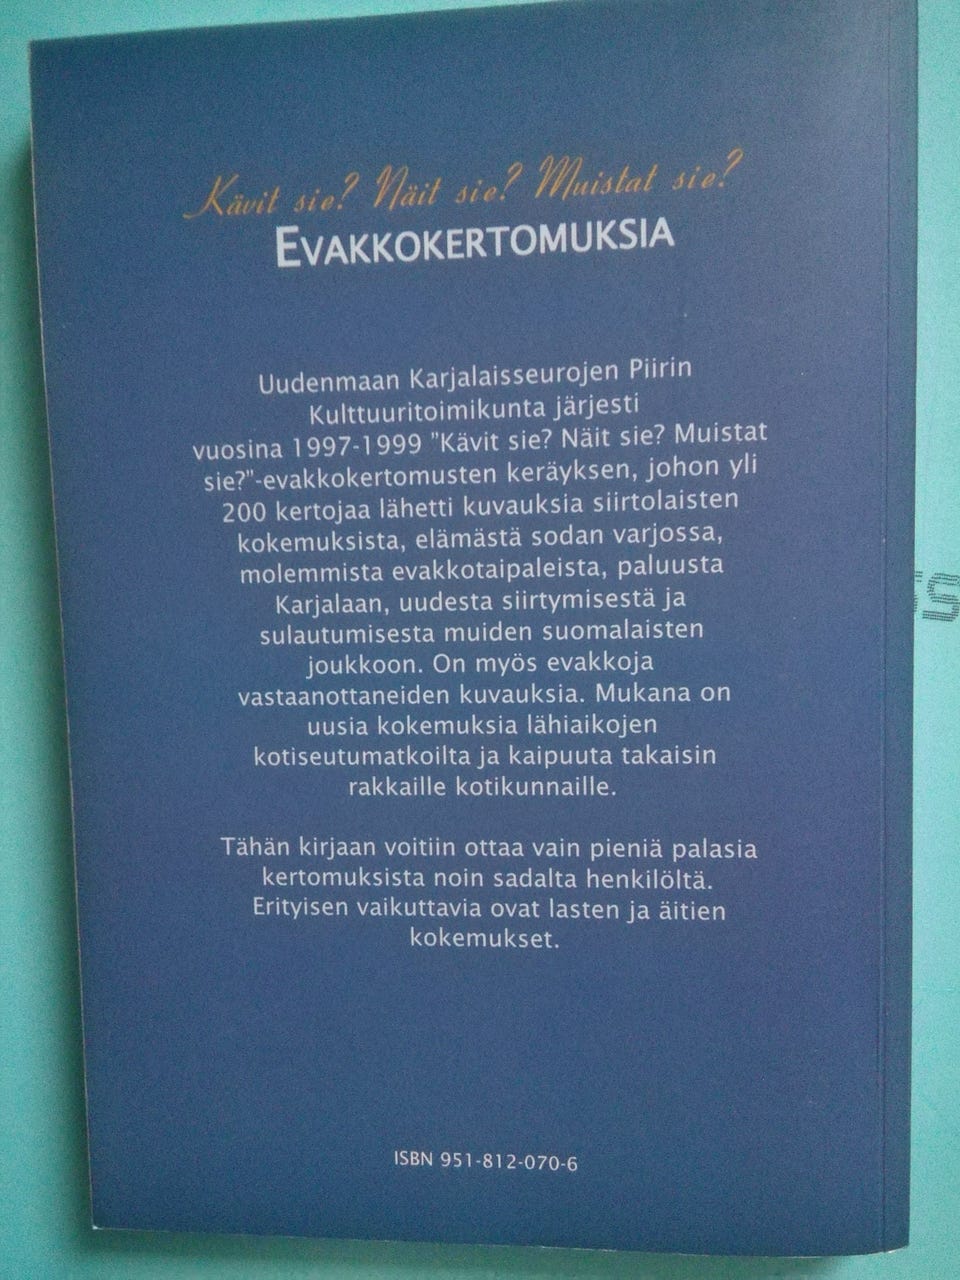 Kävit sie? Näit sie? Muistat sie?
EVAKKOKERTOMUKSIA
Uudenmaan Karjalaisseurojen Piirin
Kulttuuritoimikunta järjesti
vuosina 1997-1999 "Kävit sie? Näit sie? Muistat
sie?"-evakkokertomusten keräyksen, johon yli
200 kertojaa lähetti kuvauksia siirtolaisten
kokemuksista, elämästä sodan varjossa,
molemmista evakkotaipaleista, paluusta
Karjalaan, uudesta siirtymisestä ja
sulautumisesta muiden suomalaisten
joukkoon. On myös evakkoja
vastaanottaneiden kuvauksia. Mukana on
uusia kokemuksia lähiaikojen
kotiseutumatkoilta ja kaipuuta takaisin
rakkaille kotikunnaille.
Tähän kirjaan voitiin ottaa vain pieniä palasia
kertomuksista noin sadalta henkilöltä.
Erityisen vaikuttavia ovat lasten ja äitien
kokemukset.
ISBN 951-812-070-6